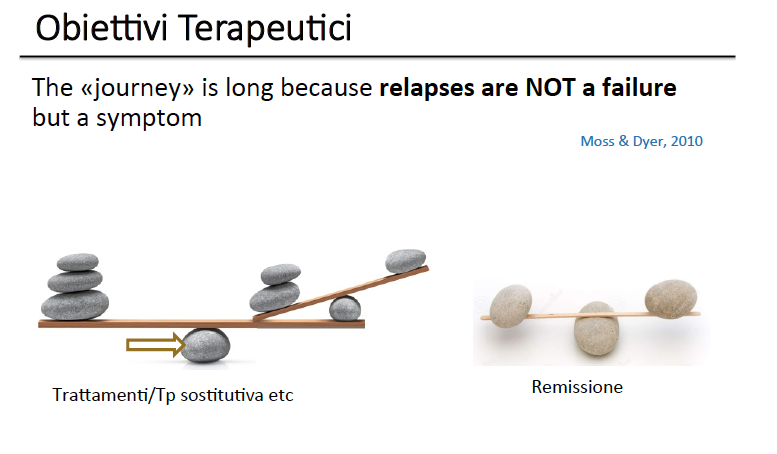 Obiettivi Terapeutici
The «journey» is long because relapses are NOT a failure
but a symptom
Moss & Dyer, 2010
Trattamenti/Tp sostitutiva etc
Remissione